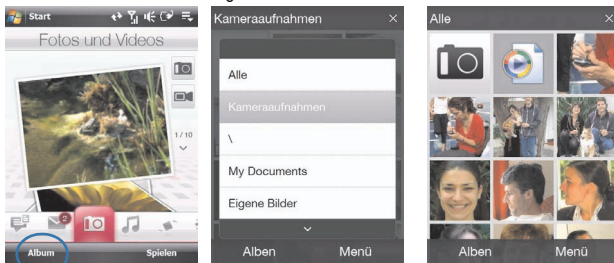 Start
Fotos und Videos
1/10
2
Album
Spielen
Kameraaufnahmen ×
Alle
Kameraaufnahmen
\
My Documents
Eigene Bilder
Alben
Menü
Alle ×
Alben
Menü